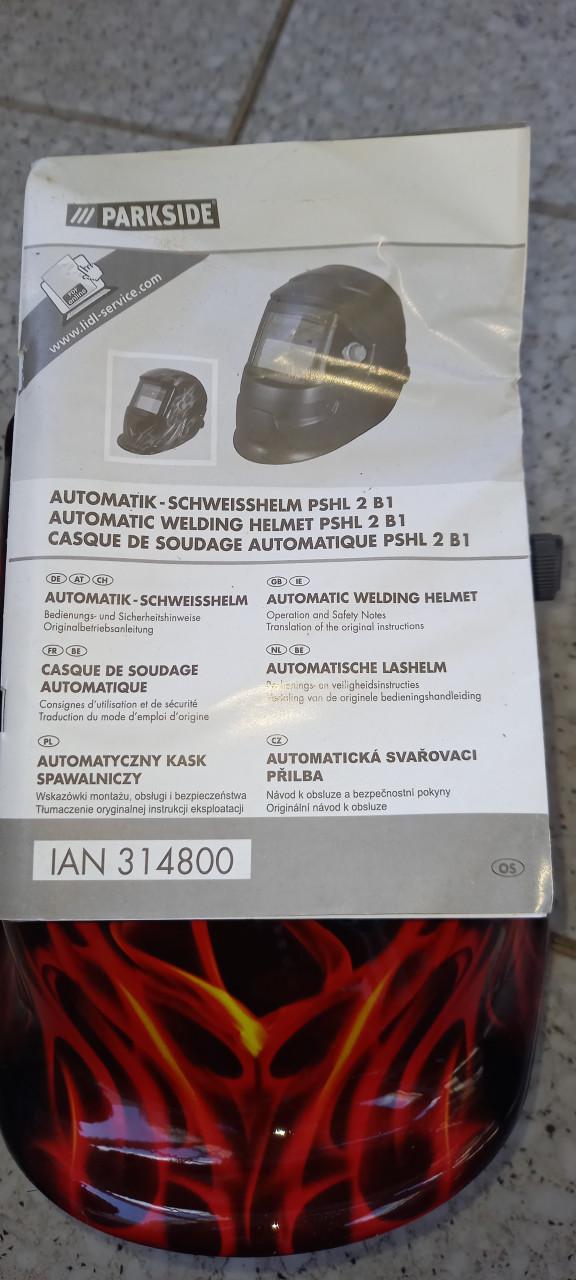 /// PARKSIDE
PDF
online
www.lidl-service.com
AUTOMATIK-SCHWEISSHELM PSHL 2 B1
AUTOMATIC WELDING HELMET PSHL 2 B1
CASQUE DE SOUDAGE AUTOMATIQUE PSHL 2 B1
DE AT CH
AUTOMATIK-SCHWEISSHELM
Bedienungs- und Sicherheitshinweise
Originalbetriebsanleitung
GB IE
AUTOMATIC WELDING HELMET
Operation and Safety Notes
Translation of the original instructions
FR BE
CASQUE DE SOUDAGE
AUTOMATIQUE
Consignes d'utilisation et de sécurité
Traduction du mode d'emploi d'origine
NL BE
AUTOMATISCHE LASHELM
Bedienings- en veiligheidsinstructies
Vertaling van de originele bedieningshandleiding
PL
AUTOMATYCZNY KASK
SPAWALNICZY
Wskazówki montażu, obsługi i bezpieczeństwa
Tłumaczenie oryginalnej instrukcji eksploatacji
CZ
AUTOMATICKÁ SVAŘOVACI
PŘILBA
Návod k obsluze a bezpečnostní pokyny
Originální návod k obsluze
IAN 314800
OS